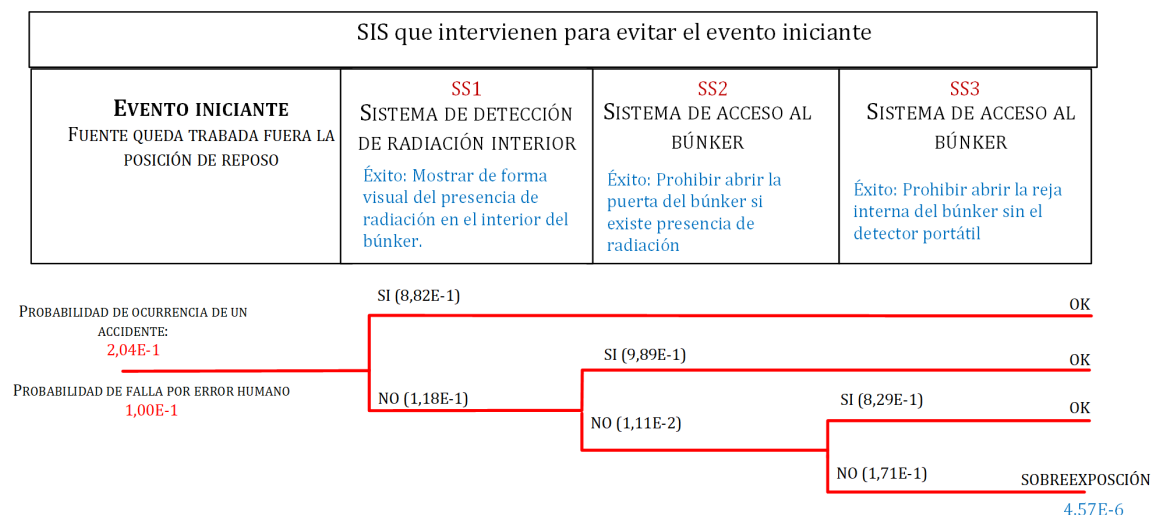 SIS que intervienen para evitar el evento iniciante
EVENTO INICIANTE
FUENTE QUEDA TRABADA FUERA LA
POSICIÓN DE REPOSO
SS1
SISTEMA DE DETECCIÓN
DE RADIACIÓN INTERIOR
Éxito: Mostrar de forma
visual del presencia de
radiación en el interior del
búnker.
SS2
SISTEMA DE ACCESO AL
BÚNKER
Éxito: Prohibir abrir la
puerta del búnker si
existe presencia de
radiación
SS3
SISTEMA DE ACCESO AL
BÚNKER
Éxito: Prohibir abrir la reja
interna del búnker sin el
detector portátil
PROBABILIDAD DE OCURRENCIA DE UN
ACCIDENTE:
2,04E-1
PROBABILIDAD DE FALLA POR ERROR HUMANO
1,00E-1
SI (8,82E-1)
OK
NO (1,18E-1)
SI (9,89E-1)
OK
NO (1,11E-2)
SI (8,29E-1)
OK
NO (1,71E-1)
SOBREEXPOSCIÓN
4.57E-6